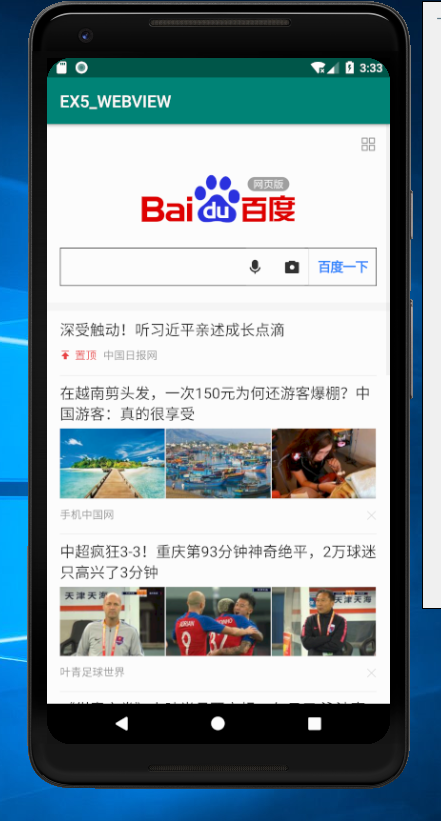 3:33
EX5_WEBVIEW
网页版
Bai du 百度
百度一下
深受触动！听习近平亲述成长点滴
置顶 中国日报网
在越南剪头发，一次150元为何还游客爆棚？中
国游客：真的很享受
手机中国网
中超疯狂3-3！重庆第93分钟神奇绝平，2万球迷
只高兴了3分钟
天津天海
天津天海
叶青足球世界